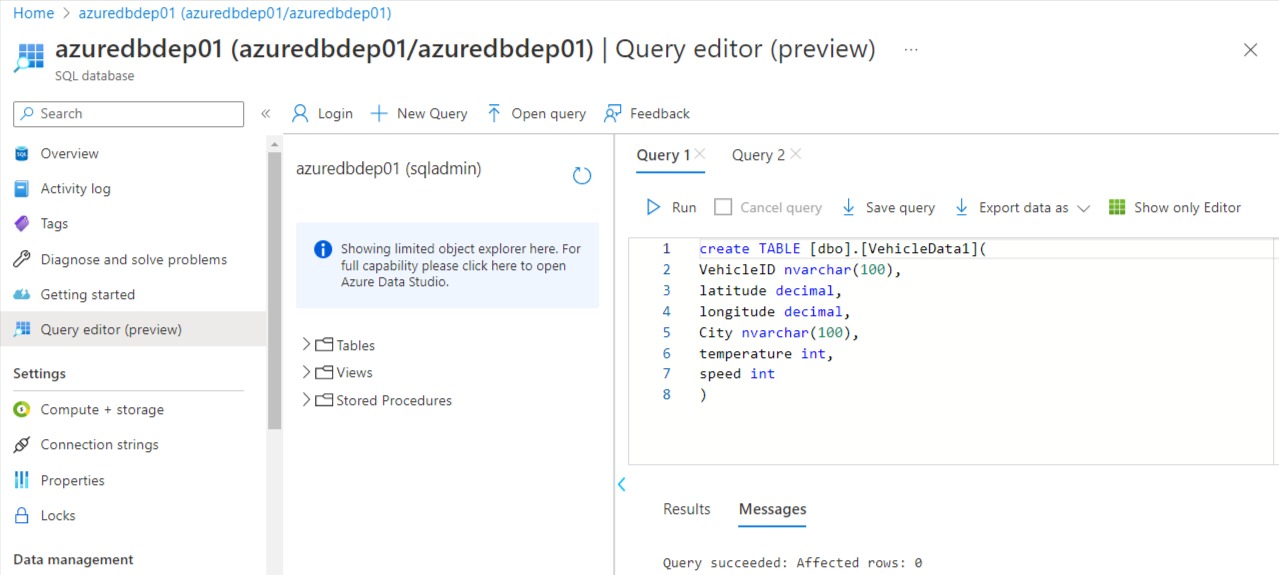 Home > azuredbdep01 (azuredbdep01/azuredbdep01)
azuredbdep01 (azuredbdep01/azuredbdep01) | Query editor (preview) ...
SQL database
Search
«
Login
New Query
Open query
Feedback
SQL
Overview
Activity log
Tags
Diagnose and solve problems
Getting started
Query editor (preview)
Settings
Compute + storage
Connection strings
Properties
Locks
Data management
azuredbdep01 (sqladmin)
Showing limited object explorer here. For
full capability please click here to open
Azure Data Studio.
Tables
Views
Stored Procedures
Query 1
Query 2
Run
Cancel query
Save query
Export data as
Show only Editor
1 create TABLE [dbo].[VehicleData1](
2 VehicleID nvarchar(100),
3 latitude decimal,
4 longitude decimal,
5 City nvarchar(100),
6 temperature int,
7 speed int
8 )
Results
Messages
Query succeeded: Affected rows: 0